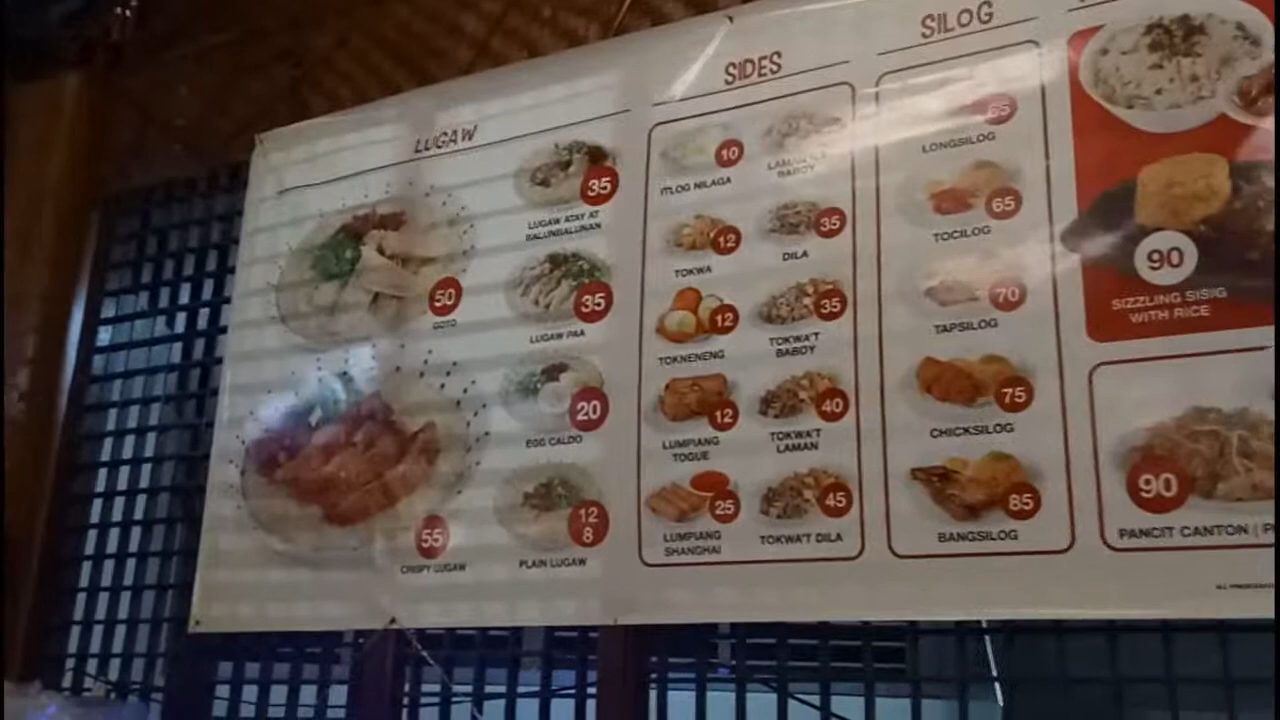 LUGAW
50
GOTO
55
CRISPY LUGAW
35
LUGAW ATAY AT
BALUNBALUNAN
35
LUGAW PAA
20
EGG CALDO
12
8
PLAIN LUGAW
SIDES
10
ITLOG NILAGA
12
TOKWA
12
TOKNENENG
12
LUMPIANG
TOGUE
25
LUMPIANG
SHANGHAI
BABOY
35
DILA
35
TOKWA'T
BABOY
40
TOKWA'T
LAMAN
45
TOKWA'T DILA
SILOG
65
LONGSILOG
65
TOCILOG
70
TAPSILOG
75
CHICKSILOG
85
BANGSILOG
90
SIZZLING SISIG
WITH RICE
90
PANCIT CANTON |